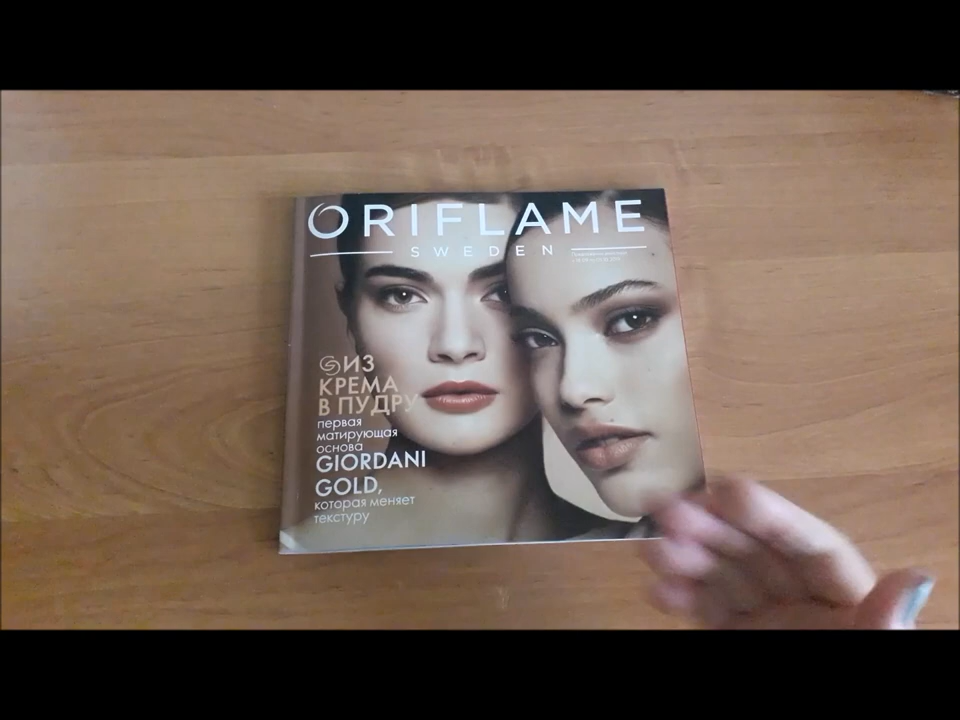 ORIFLAME
SWEDEN
ИЗ
КРЕМА
В ПУДРУ
первая
матирующая
основа
GIORDANI
GOLD,
которая меняет
текстуру